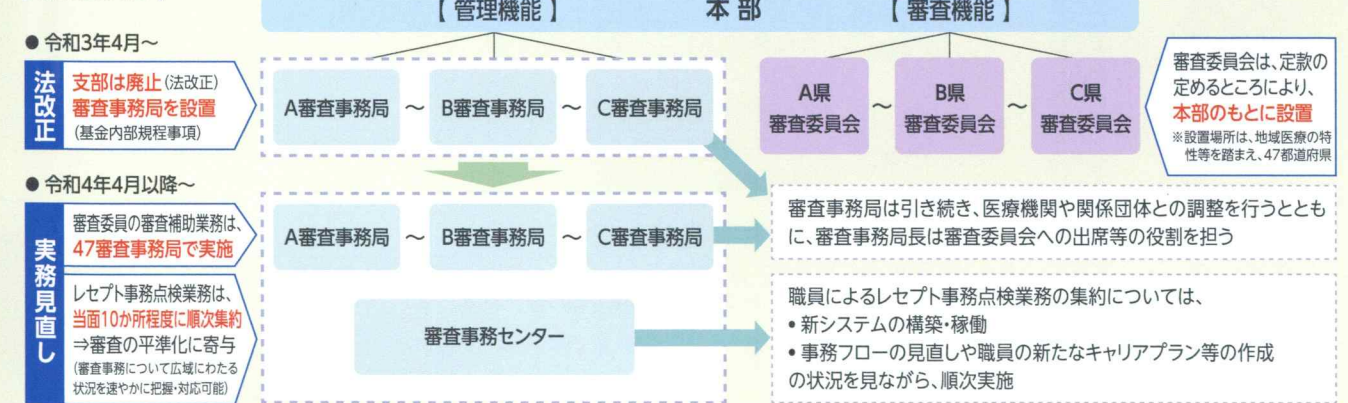 【 管理機能 】 本 部 【 審査機能 】
● 令和3年4月～
法改正
支部は廃止(法改正)
審査事務局を設置
(基金内部規程事項)
A審査事務局 ～ B審査事務局 ～ C審査事務局
A県
審査委員会
～
B県
審査委員会
～
C県
審査委員会
審査委員会は、定款の
定めるところにより、
本部のもとに設置
※設置場所は、地域医療の特
性等を踏まえ、47都道府県
● 令和4年4月以降～
実務見直し
審査委員の審査補助業務は、
47審査事務局で実施
レセプト事務点検業務は、
当面10か所程度に順次集約
⇒審査の平準化に寄与
(審査事務について広域にわたる
状況を速やかに把握・対応可能)
A審査事務局 ～ B審査事務局 ～ C審査事務局
審査事務センター
審査事務局は引き続き、医療機関や関係団体との調整を行うととも
に、審査事務局長は審査委員会への出席等の役割を担う
職員によるレセプト事務点検業務の集約については、
• 新システムの構築・稼働
• 事務フローの見直しや職員の新たなキャリアプラン等の作成
の状況を見ながら、順次実施